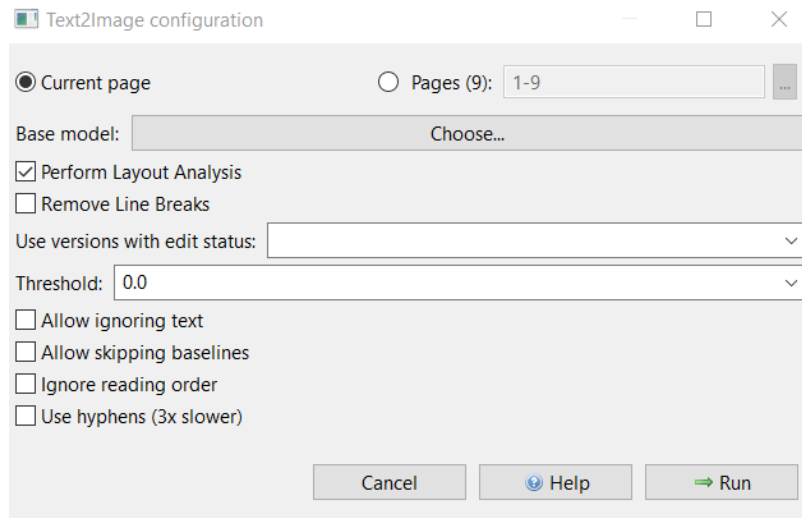 Text2Image configuration
Current page Pages (9): 1-9 ...
Base model: Choose...
Perform Layout Analysis
Remove Line Breaks
Use versions with edit status:
Threshold: 0.0
Allow ignoring text
Allow skipping baselines
Ignore reading order
Use hyphens (3x slower)
Cancel Help Run